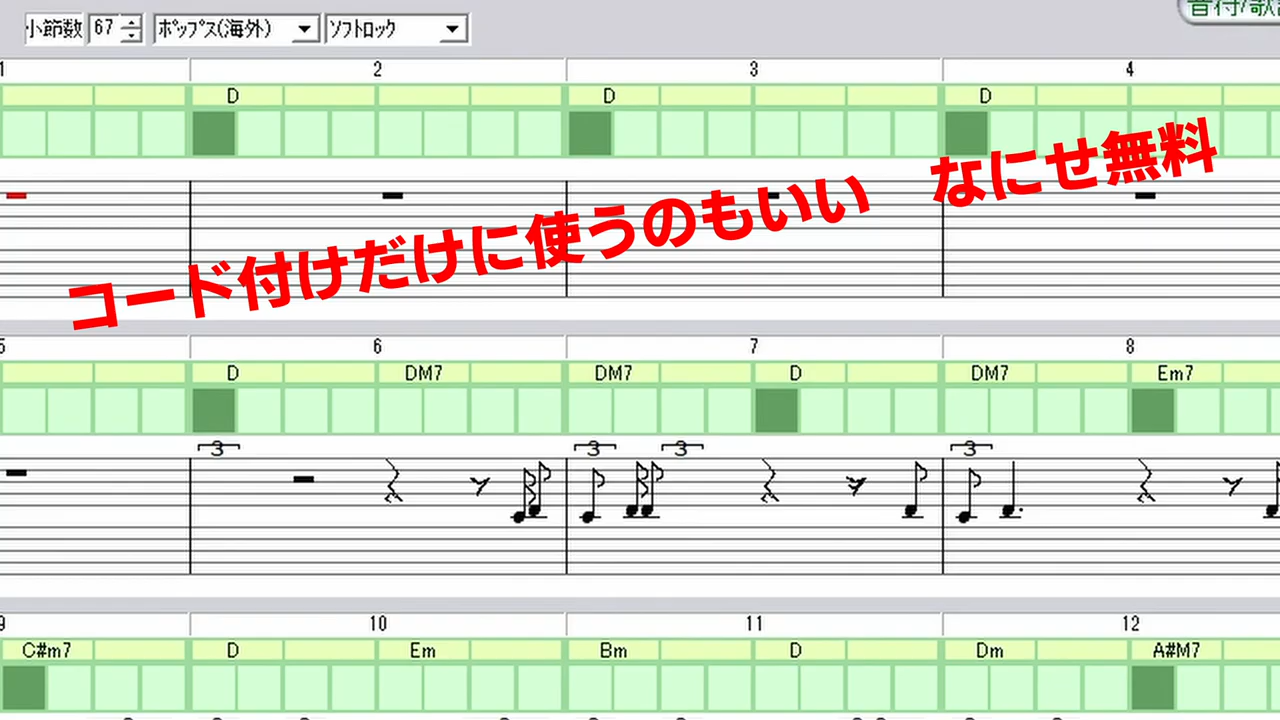 音符/歌
小節数 67 ポップス(海外) ソフトロック
1 2 3 4
D D D
コード付けだけに使うのもいい なにせ無料
5 6 7 8
D DM7 DM7 D DM7 Em7
3 3 3 3
9 10 11 12
C#m7 D Em Bm D Dm A#M7